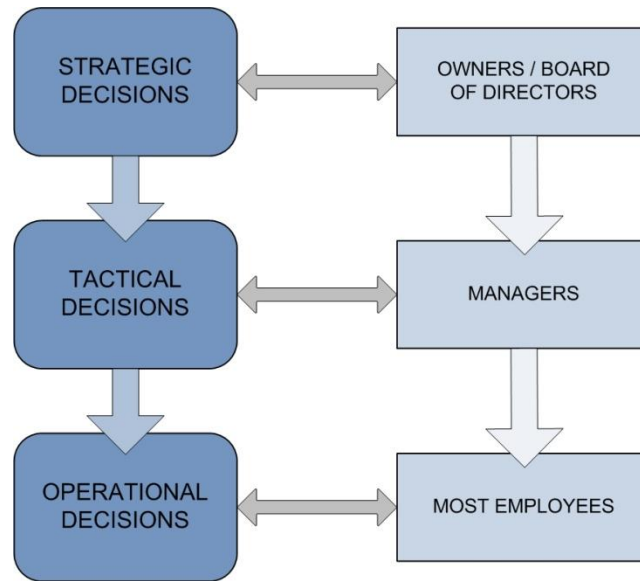 STRATEGIC
DECISIONS
OWNERS / BOARD
OF DIRECTORS
TACTICAL
DECISIONS
MANAGERS
OPERATIONAL
DECISIONS
MOST EMPLOYEES